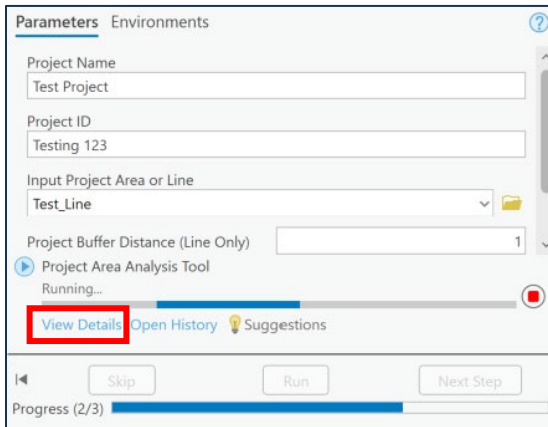 Parameters Environments ?
Project Name
Test Project
Project ID
Testing 123
Input Project Area or Line
Test_Line
Project Buffer Distance (Line Only) 1
Project Area Analysis Tool
Running...
View Details Open History Suggestions
Skip Run Next Step
Progress (2/3)